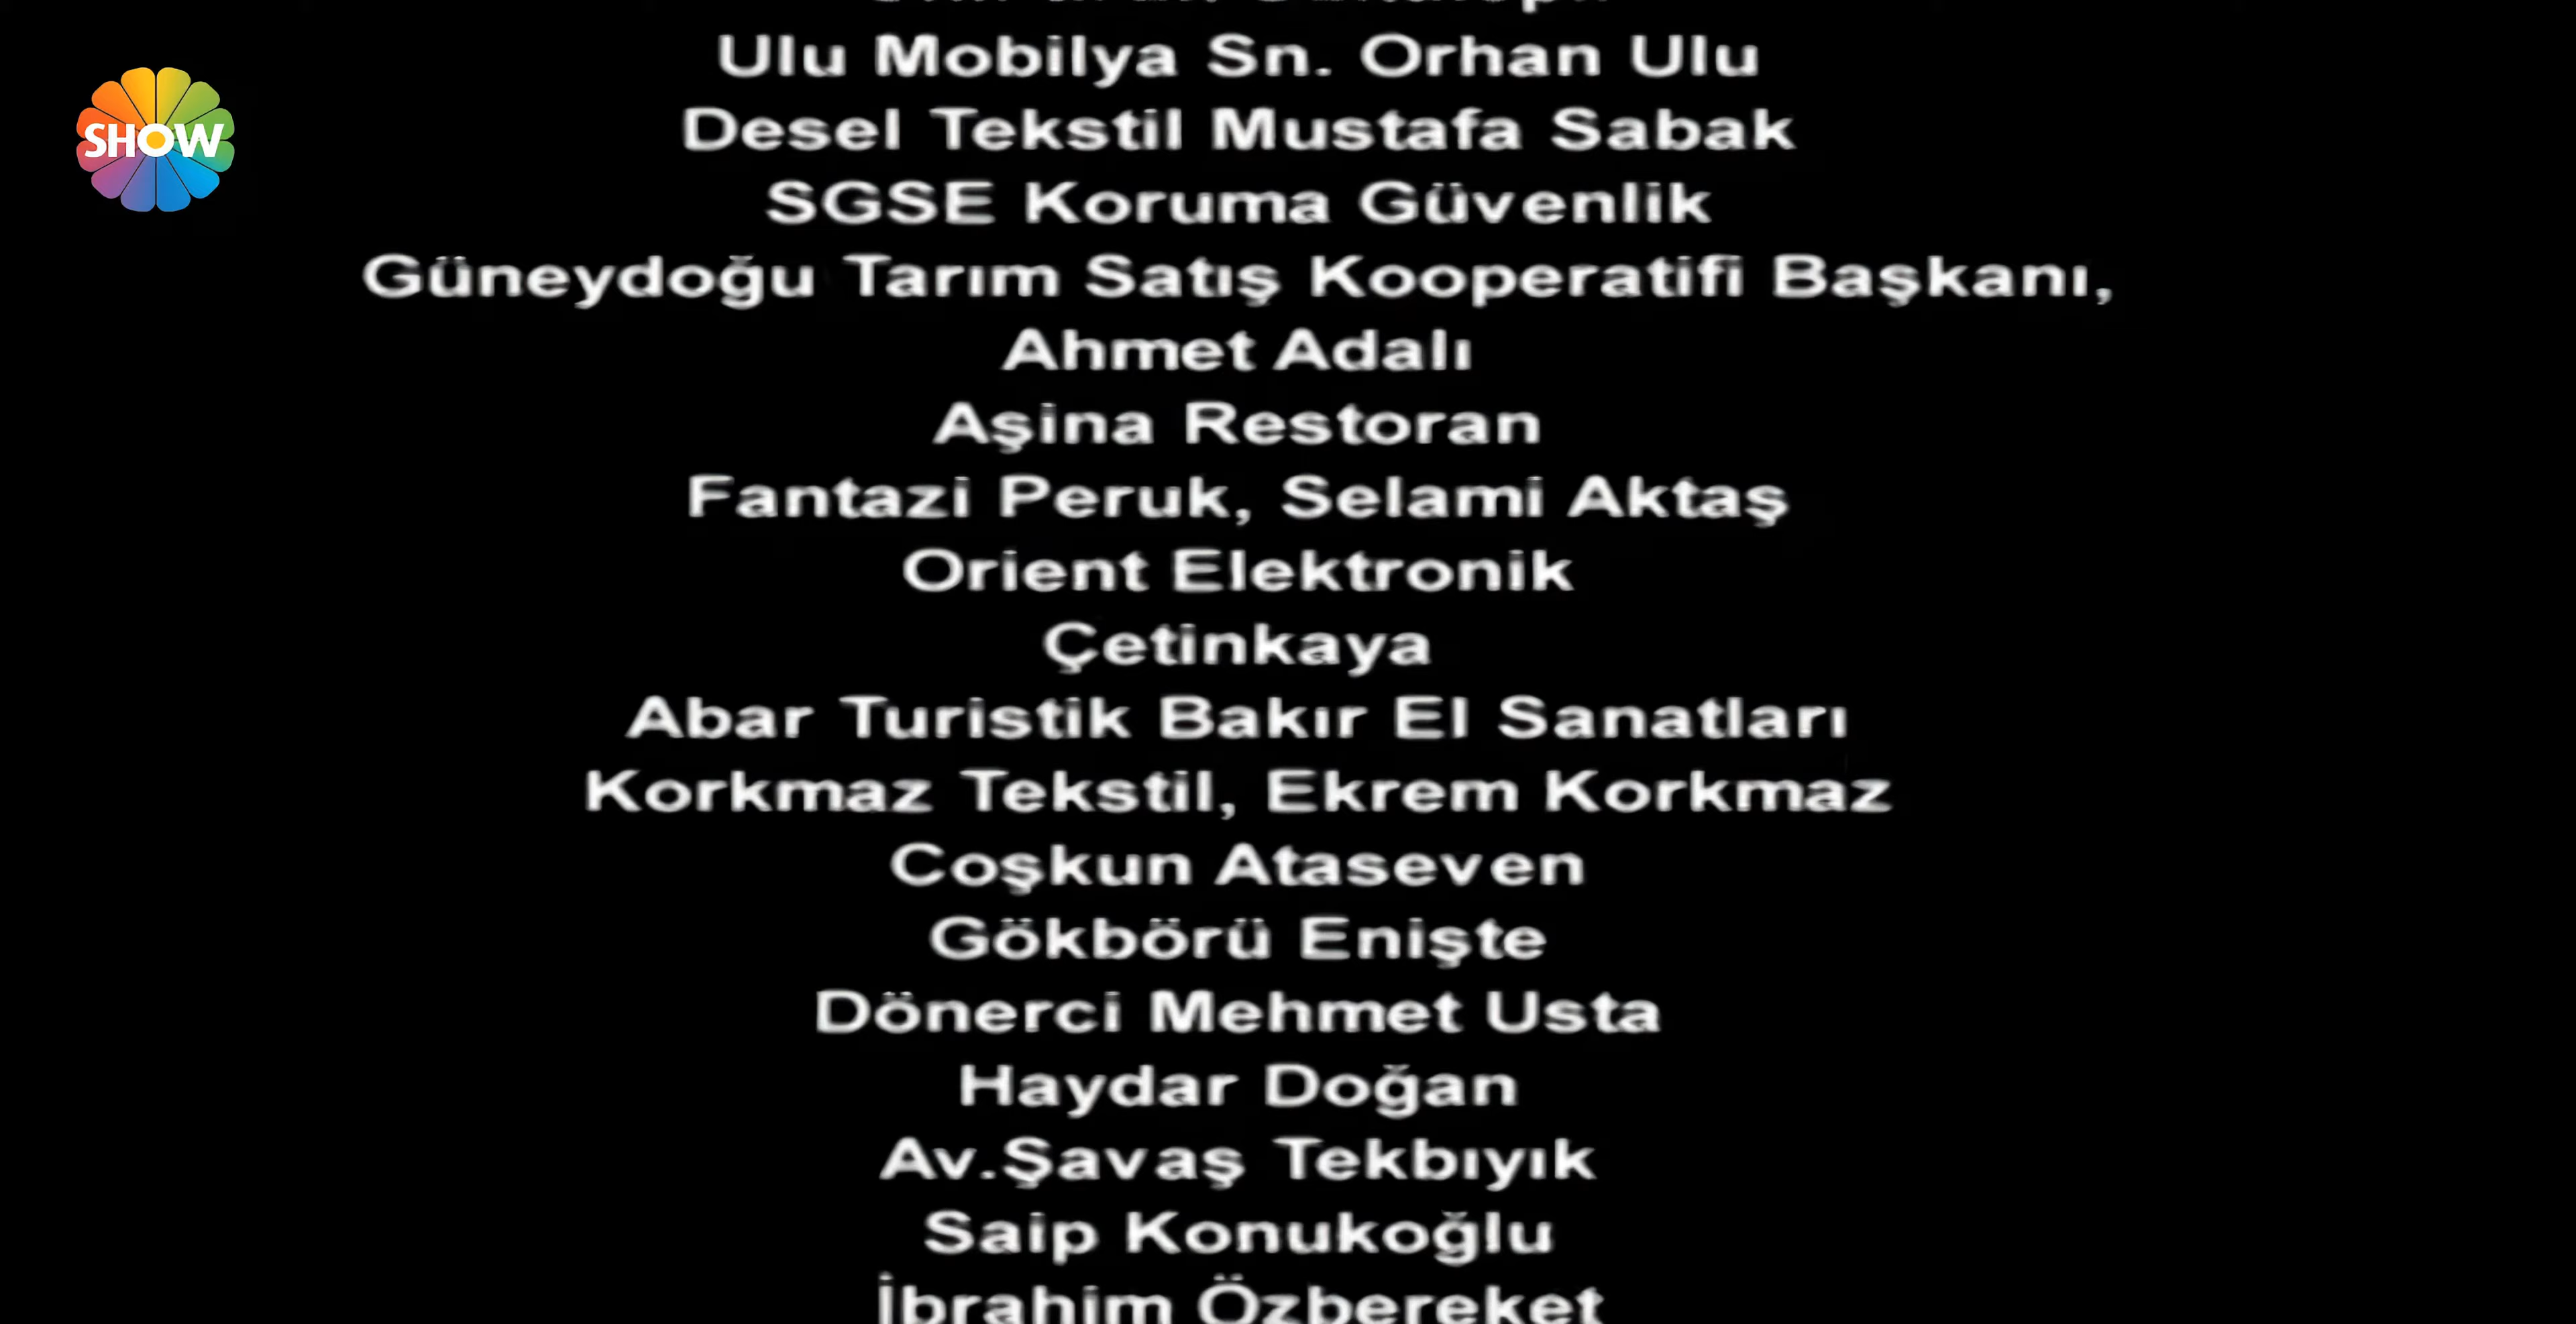 SHOW
Ulu Mobilya Sn. Orhan Ulu
Desel Tekstil Mustafa Sabak
SGSE Koruma Güvenlik
Güneydoğu Tarım Satış Kooperatifi Başkanı,
Ahmet Adalı
Aşina Restoran
Fantazi Peruk, Selami Aktaş
Orient Elektronik
Çetinkaya
Abar Turistik Bakır El Sanatları
Korkmaz Tekstil, Ekrem Korkmaz
Coşkun Ataseven
Gökbörü Enişte
Dönerci Mehmet Usta
Haydar Doğan
Av.Şavaş Tekbıyık
Saip Konukoğlu
İbrahim Özbereket